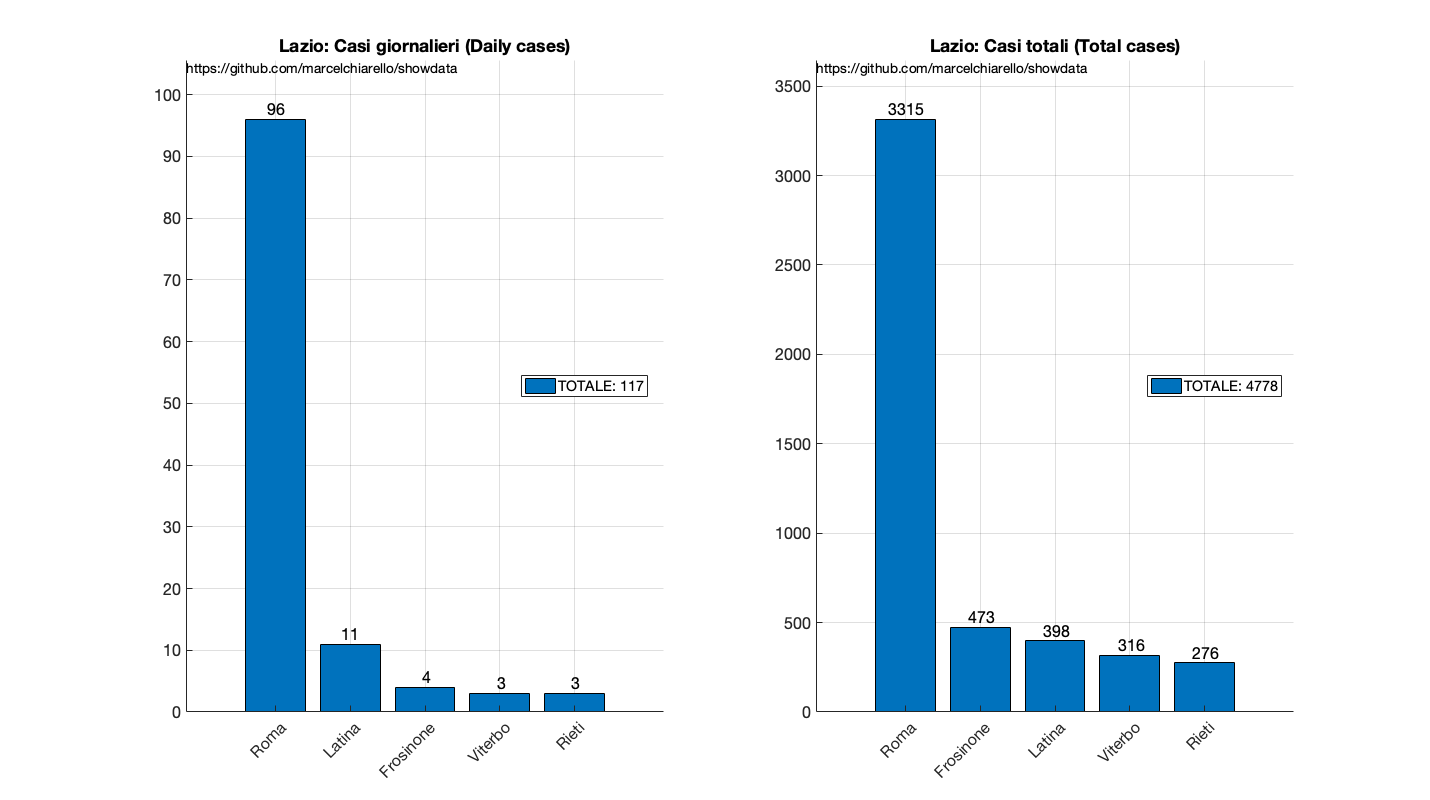 Lazio: Casi giornalieri (Daily cases)
https://github.com/marcelchiarello/showdata
100
90
80
70
60
50
40
30
20
10
0
96
11
4
3
3
TOTALE: 117
Roma
Latina
Frosinone
Viterbo
Rieti
Lazio: Casi totali (Total cases)
https://github.com/marcelchiarello/showdata
3500
3000
2500
2000
1500
1000
500
0
3315
473
398
316
276
TOTALE: 4778
Roma
Frosinone
Latina
Viterbo
Rieti